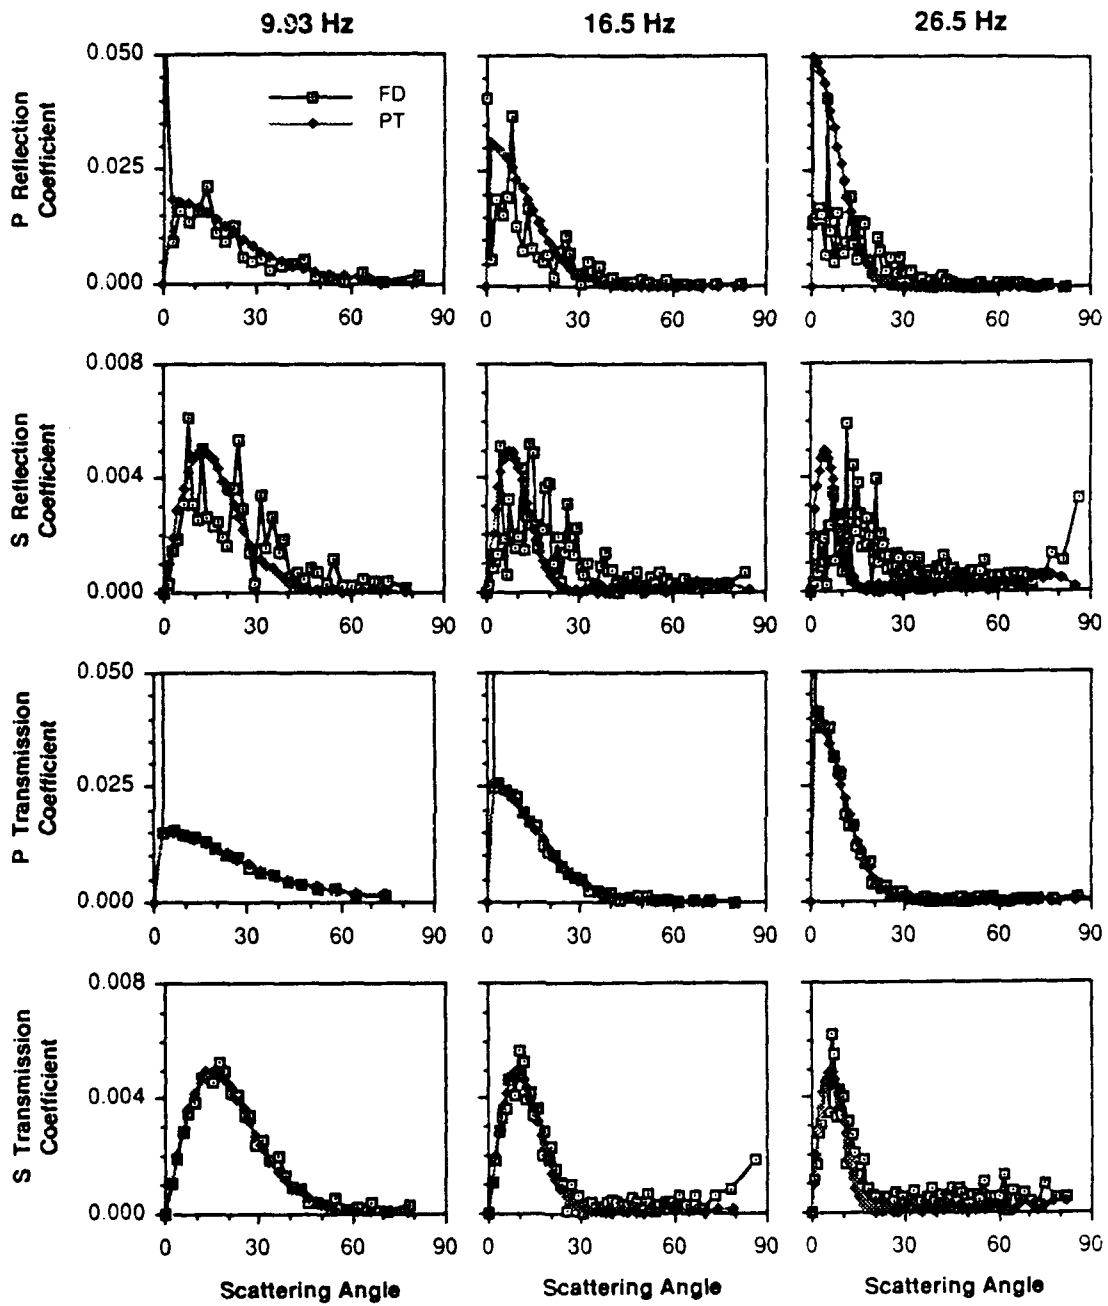 9.93 Hz 16.5 Hz 26.5 Hz
P Reflection
Coefficient
0.050
0.025
0.000
FD
PT
0 30 60 90
0 30 60 90
0 30 60 90
S Reflection
Coefficient
0.008
0.004
0.000
0 30 60 90
0 30 60 90
0 30 60 90
P Transmission
Coefficient
0.050
0.025
0.000
0 30 60 90
0 30 60 90
0 30 60 90
S Transmission
Coefficient
0.008
0.004
0.000
0 30 60 90
0 30 60 90
0 30 60 90
Scattering Angle Scattering Angle Scattering Angle